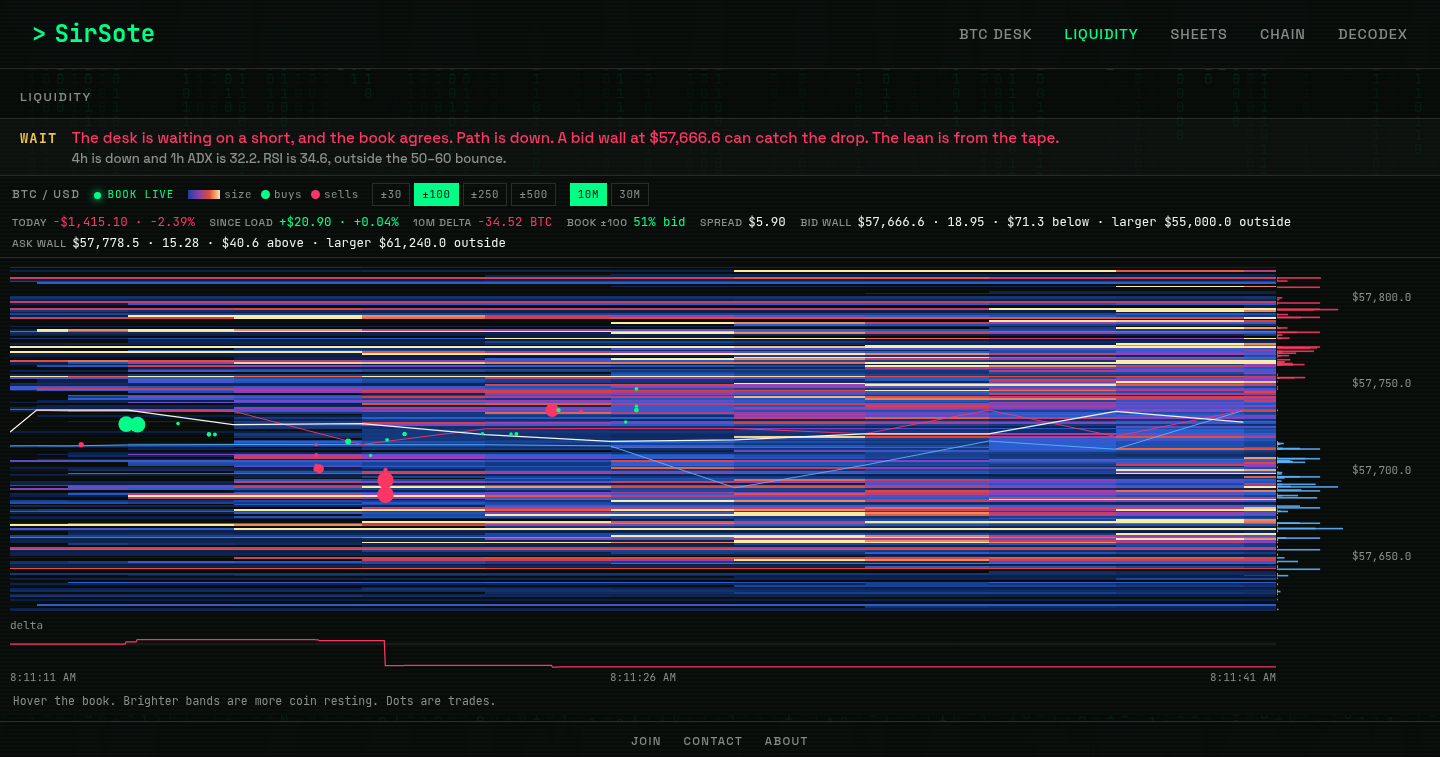 > SirSote
BTC DESK LIQUIDITY SHEETS CHAIN DECODEX
LIQUIDITY
WAIT The desk is waiting on a short, and the book agrees. Path is down. A bid wall at $57,666.6 can catch the drop. The lean is from the tape.
4h is down and 1h ADX is 32.2. RSI is 34.6, outside the 50–60 bounce.
BTC / USD BOOK LIVE size buys sells ±30 ±100 ±250 ±500 10M 30M
TODAY -$1,415.10 · -2.39% SINCE LOAD +$20.90 · +0.04% 10M DELTA -34.52 BTC BOOK ±100 51% bid SPREAD $5.90 BID WALL $57,666.6 · 18.95 · $71.3 below · larger $55,000.0 outside
ASK WALL $57,778.5 · 15.28 · $40.6 above · larger $61,240.0 outside
$57,800.0
$57,750.0
$57,700.0
$57,650.0
delta
8:11:11 AM 8:11:26 AM 8:11:41 AM
Hover the book. Brighter bands are more coin resting. Dots are trades.
JOIN CONTACT ABOUT